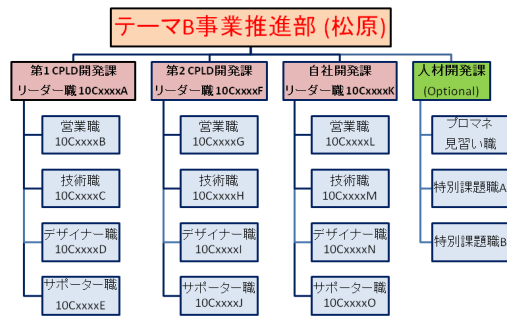 テーマB事業推進部 (松原)
第1 CPLD開発課
リーダー職 10CxxxxA
営業職
10CxxxxB
技術職
10CxxxxC
デザイナー職
10CxxxxD
サポーター職
10CxxxxE
第2 CPLD開発課
リーダー職 10CxxxxF
営業職
10CxxxxG
技術職
10CxxxxH
デザイナー職
10CxxxxI
サポーター職
10CxxxxJ
自社開発課
リーダー職 10CxxxxK
営業職
10CxxxxL
技術職
10CxxxxM
デザイナー職
10CxxxxN
サポーター職
10CxxxxO
人材開発課
(Optional)
プロマネ
見習い職
特別課題職A
特別課題職B